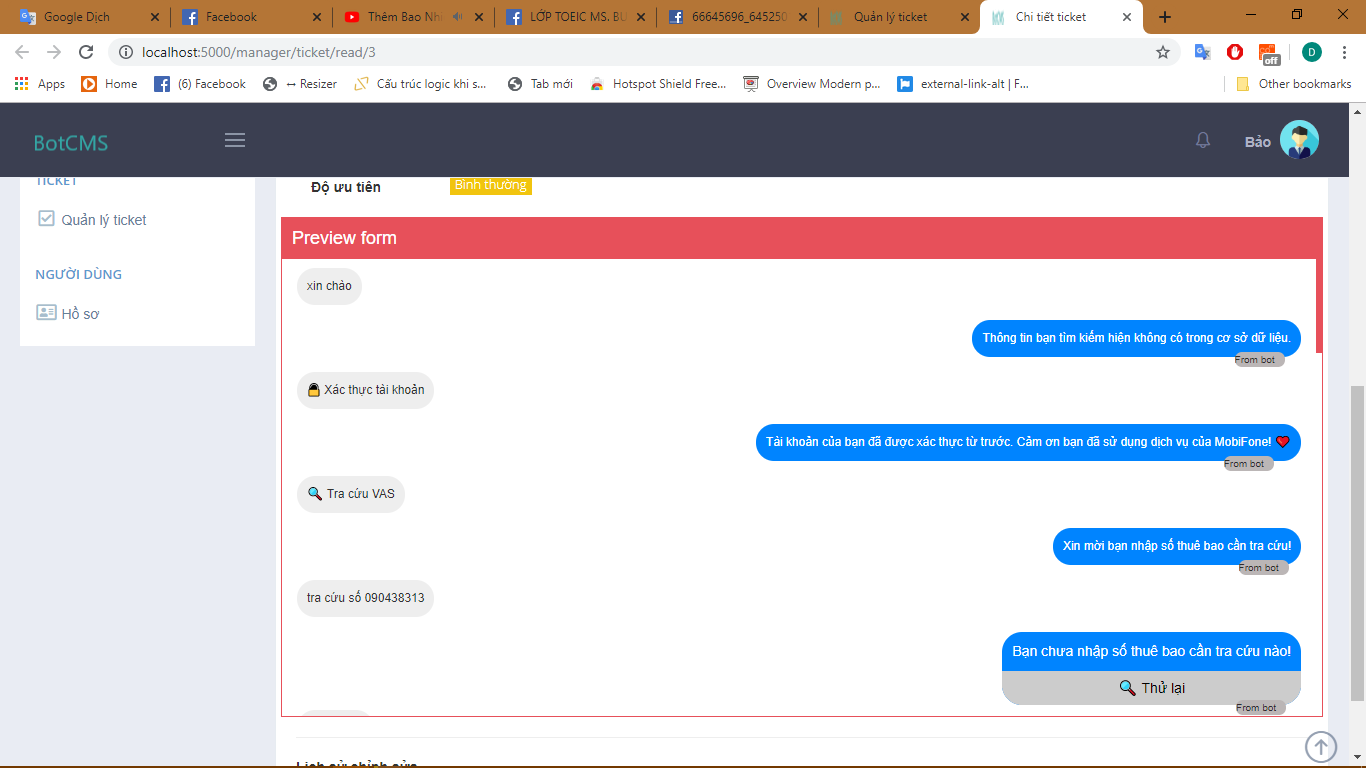 Google Dịch
Facebook
Thêm Bao Nhi
LỚP TOEIC MS. BU
66645696_645250
Quản lý ticket
Chi tiết ticket
localhost:5000/manager/ticket/read/3
off
D
Apps
Home
(6) Facebook
↔ Resizer
Cấu trúc logic khi s...
Tab mới
Hotspot Shield Free...
Overview Modern p...
external-link-alt | F...
Other bookmarks
BotCMS
Bảo
TICKET
Quản lý ticket
NGƯỜI DÙNG
Hồ sơ
Độ ưu tiên
Bình thường
Preview form
xin chào
Thông tin bạn tìm kiếm hiện không có trong cơ sở dữ liệu.
From bot
🔒 Xác thực tài khoản
Tài khoản của bạn đã được xác thực từ trước. Cảm ơn bạn đã sử dụng dịch vụ của MobiFone! ❤
From bot
🔍 Tra cứu VAS
Xin mời bạn nhập số thuê bao cần tra cứu!
From bot
tra cứu số 090438313
Bạn chưa nhập số thuê bao cần tra cứu nào!
🔍 Thử lại
From bot
Lịch sử chỉnh sửa